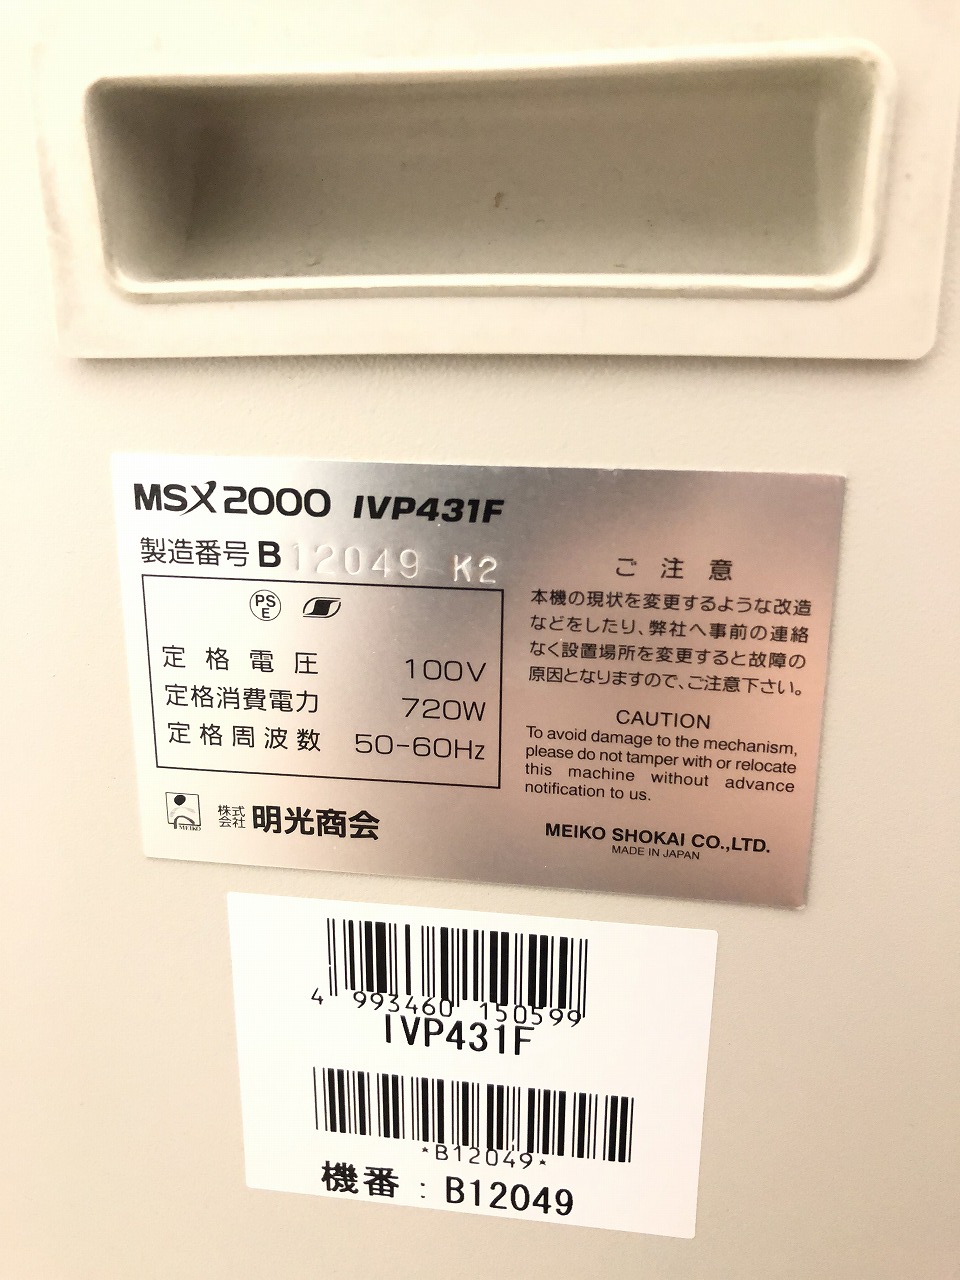 MSX2000 IVP431F
製造番号 B12049 K2
PS
E
定格電圧 100V
定格消費電力 720W
定格周波数 50-60Hz
MEIKO
株式会社 明光商会
ご注意
本機の現状を変更するような改造
などをしたり、弊社へ事前の連絡
なく設置場所を変更すると故障の
原因となりますので、ご注意下さい。
CAUTION
To avoid damage to the mechanism,
please do not tamper with or relocate
this machine without advance
notification to us.
MEIKO SHOKAI CO.,LTD.
MADE IN JAPAN
4 993460 150599
IVP431F
*B12049*
機番 : B12049